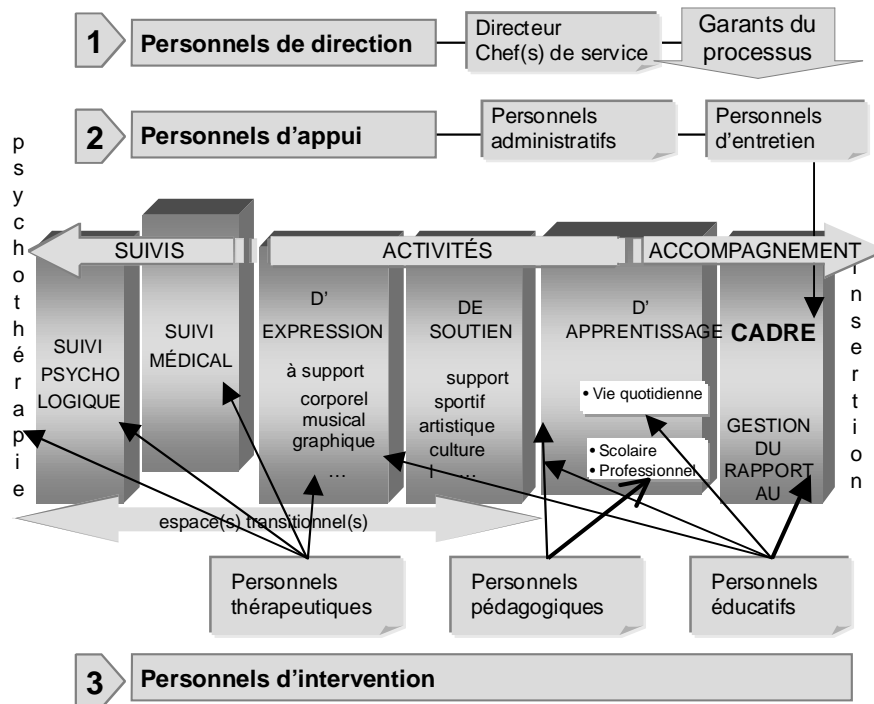 1
Personnels de direction
Directeur
Chef(s) de service
Garants du
processus
2
Personnels d'appui
Personnels
administratifs
Personnels
d'entretien
psychothérapie
SUIVIS
ACTIVITÉS
ACCOMPAGNEMENT
insertion
SUIVI
PSYCHO
LOGIQUE
SUIVI
MÉDICAL
D'
EXPRESSION
à support
corporel
musical
graphique
…
DE
SOUTIEN
support
sportif
artistique
culture
l …
D'
APPRENTISSAGE
• Vie quotidienne
• Scolaire
• Professionnel
CADRE
GESTION
DU
RAPPORT
AU
espace(s) transitionnel(s)
Personnels
thérapeutiques
Personnels
pédagogiques
Personnels
éducatifs
3
Personnels d'intervention